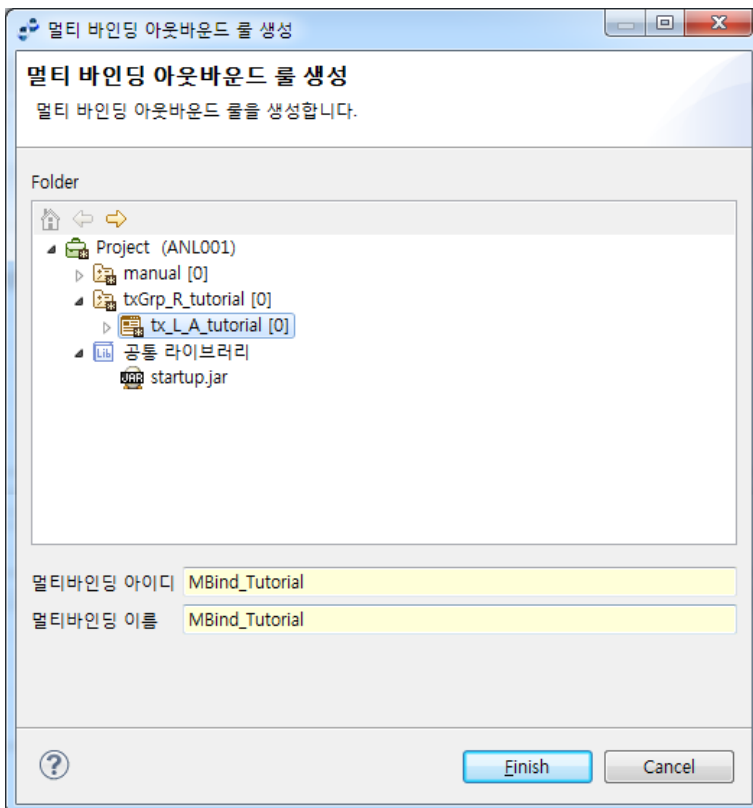 멀티 바인딩 아웃바운드 룰 생성
멀티 바인딩 아웃바운드 룰 생성
멀티 바인딩 아웃바운드 룰을 생성합니다.
Folder
Project (ANL001)
manual [0]
txGrp_R_tutorial [0]
tx_L_A_tutorial [0]
Lib 공통 라이브러리
JAR startup.jar
멀티바인딩 아이디 MBind_Tutorial
멀티바인딩 이름 MBind_Tutorial
? Finish Cancel